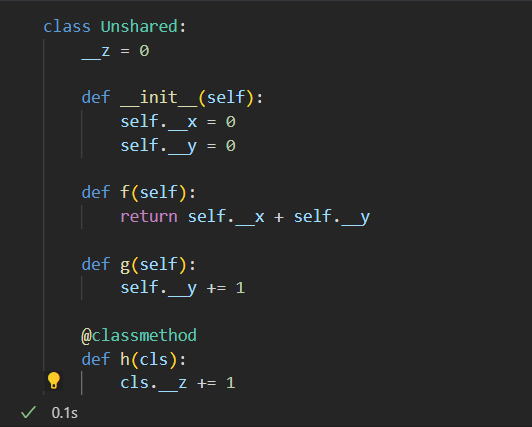 class Unshared:
    __z = 0

    def __init__(self):
        self.__x = 0
        self.__y = 0

    def f(self):
        return self.__x + self.__y

    def g(self):
        self.__y += 1

    @classmethod
    def h(cls):
        cls.__z += 1
0.1s